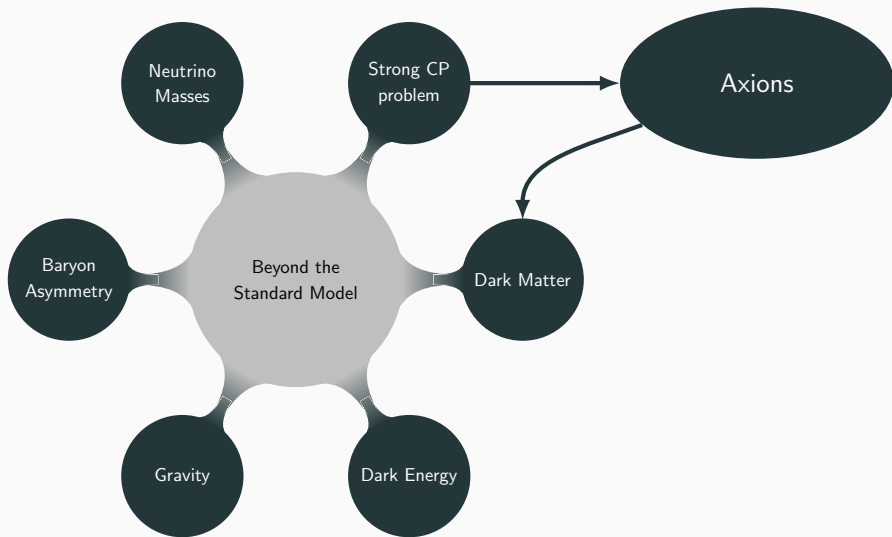 Neutrino
Masses
Strong CP
problem
Axions
Baryon
Asymmetry
Beyond the
Standard Model
Dark Matter
Gravity
Dark Energy